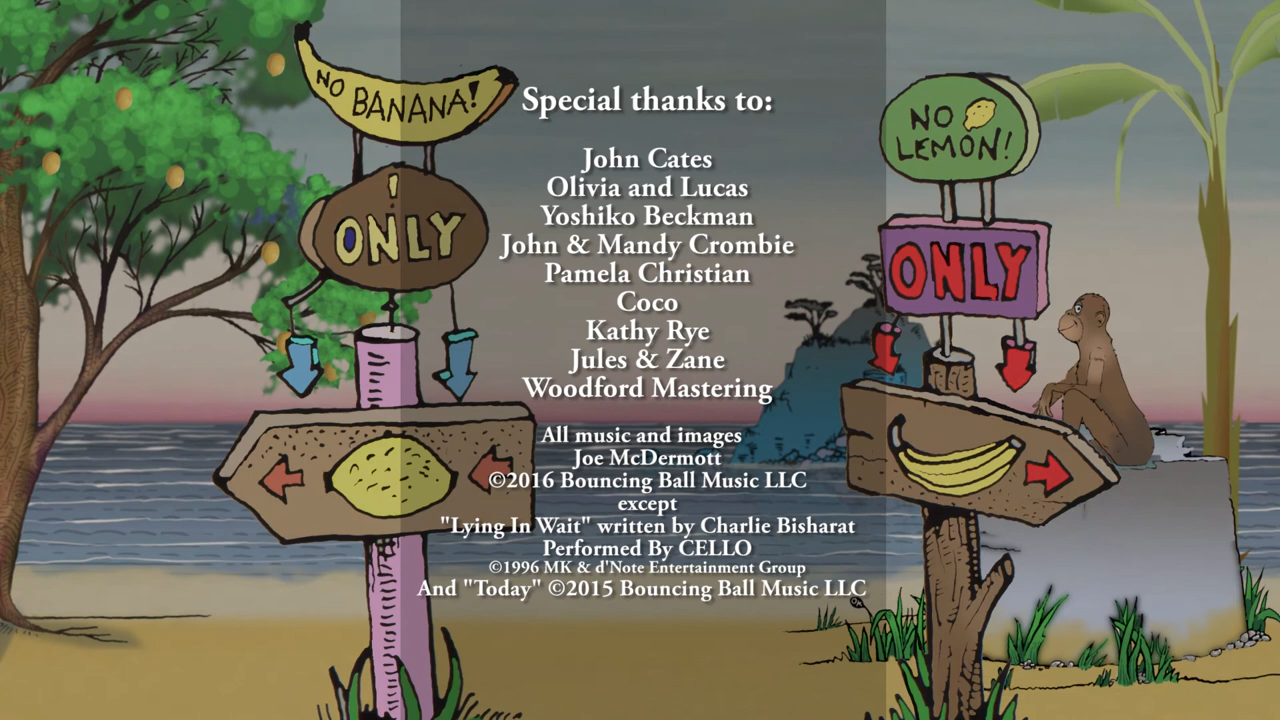 NO BANANA!
ONLY
Special thanks to:
John Cates
Olivia and Lucas
Yoshiko Beckman
John & Mandy Crombie
Pamela Christian
Coco
Kathy Rye
Jules & Zane
Woodford Mastering
All music and images
Joe McDermott
©2016 Bouncing Ball Music LLC
except
"Lying In Wait" written by Charlie Bisharat
Performed By CELLO
©1996 MK & d'Note Entertainment Group
And "Today" ©2015 Bouncing Ball Music LLC
NO
LEMON!
ONLY